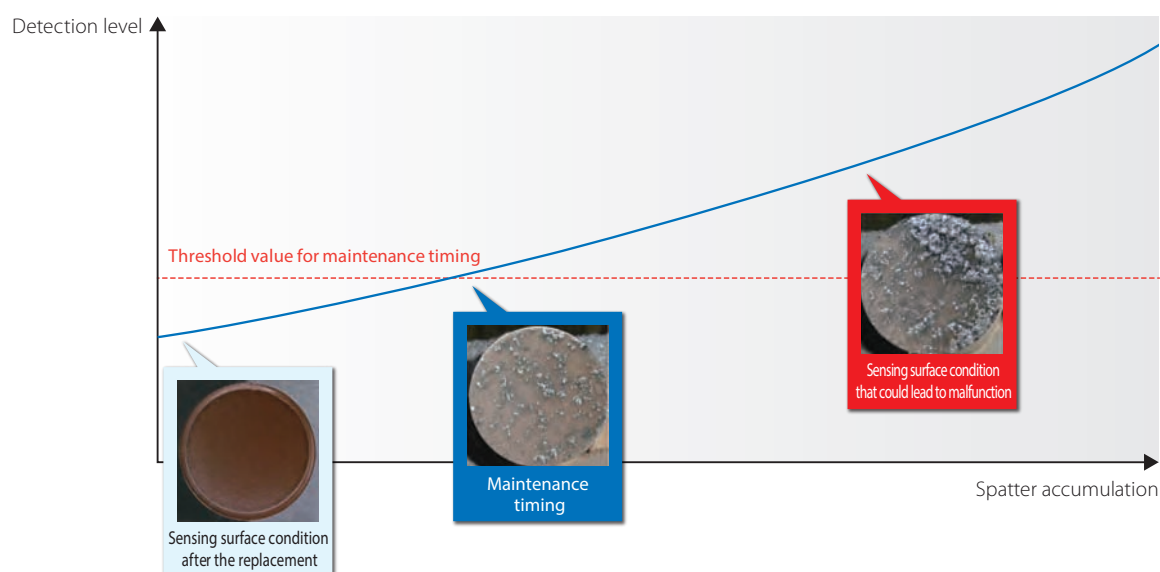 Detection level
Threshold value for maintenance timing
Sensing surface condition
that could lead to malfunction
Maintenance
timing
Spatter accumulation
Sensing surface condition
after the replacement